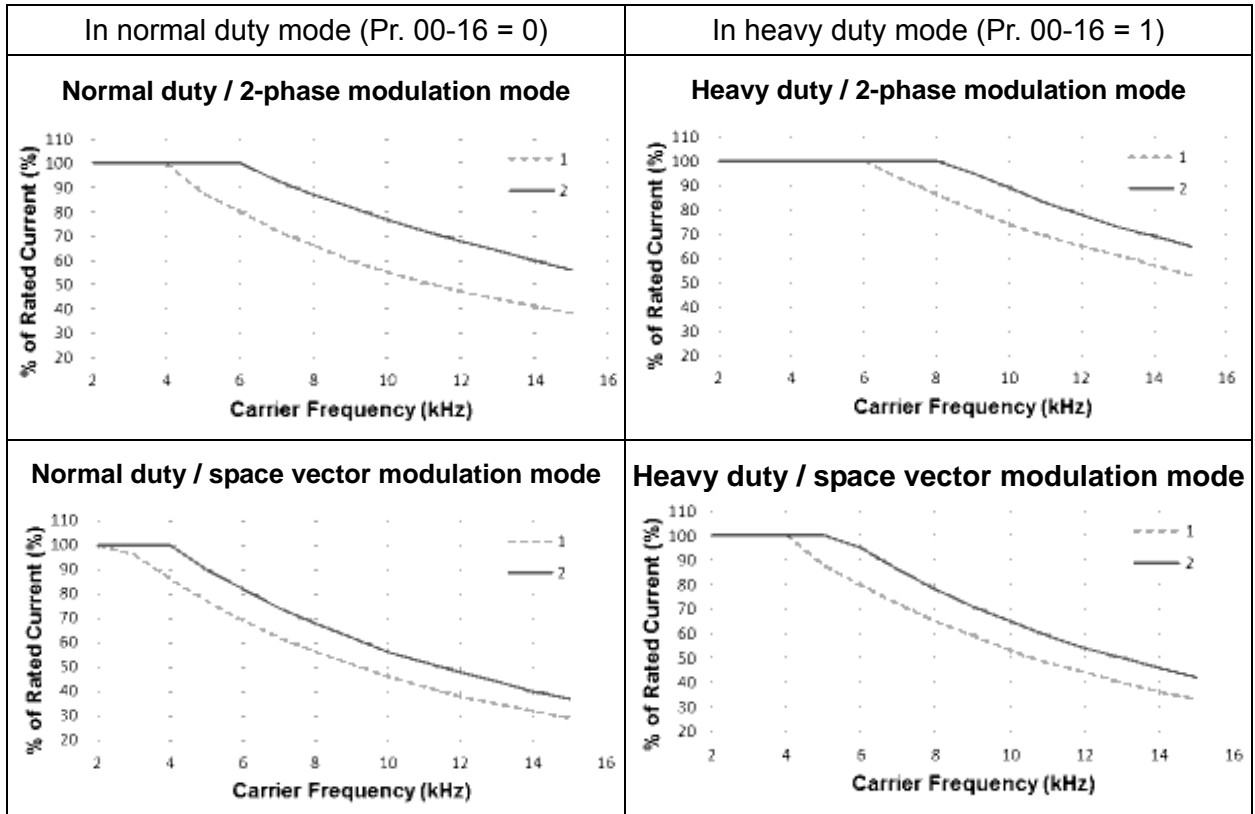 In normal duty mode (Pr. 00-16 = 0)
In heavy duty mode (Pr. 00-16 = 1)
Normal duty / 2-phase modulation mode
% of Rated Current (%)
110
100
90
80
70
60
50
40
30
20
2 4 6 8 10 12 14 16
Carrier Frequency (kHz)
1
2
Heavy duty / 2-phase modulation mode
% of Rated Current (%)
110
100
90
80
70
60
50
40
30
20
2 4 6 8 10 12 14 16
Carrier Frequency (kHz)
1
2
Normal duty / space vector modulation mode
% of Rated Current (%)
110
100
90
80
70
60
50
40
30
20
2 4 6 8 10 12 14 16
Carrier Frequency (kHz)
1
2
Heavy duty / space vector modulation mode
% of Rated Current (%)
110
100
90
80
70
60
50
40
30
20
2 4 6 8 10 12 14 16
Carrier Frequency (kHz)
1
2